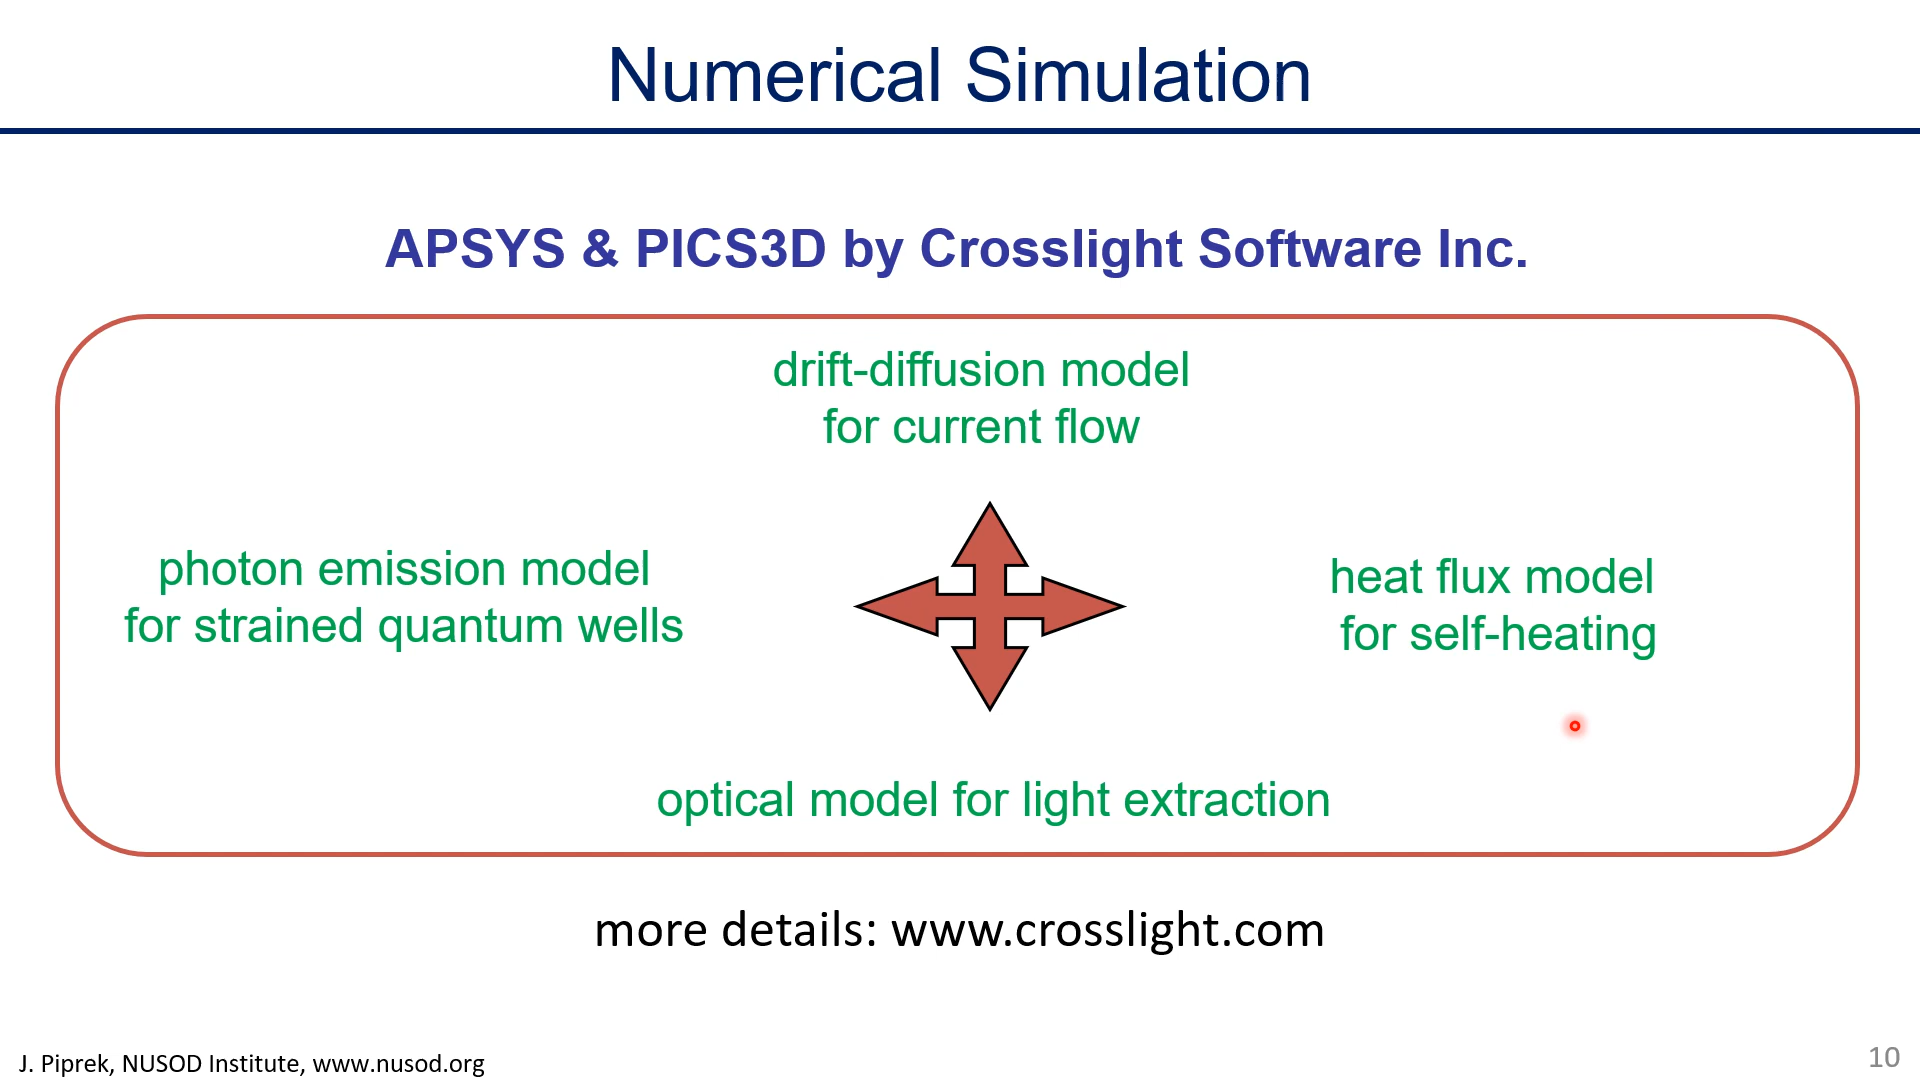 Numerical Simulation
APSYS & PICS3D by Crosslight Software Inc.
drift-diffusion model
for current flow
photon emission model
for strained quantum wells
heat flux model
for self-heating
optical model for light extraction
more details: www.crosslight.com
J. Piprek, NUSOD Institute, www.nusod.org
10